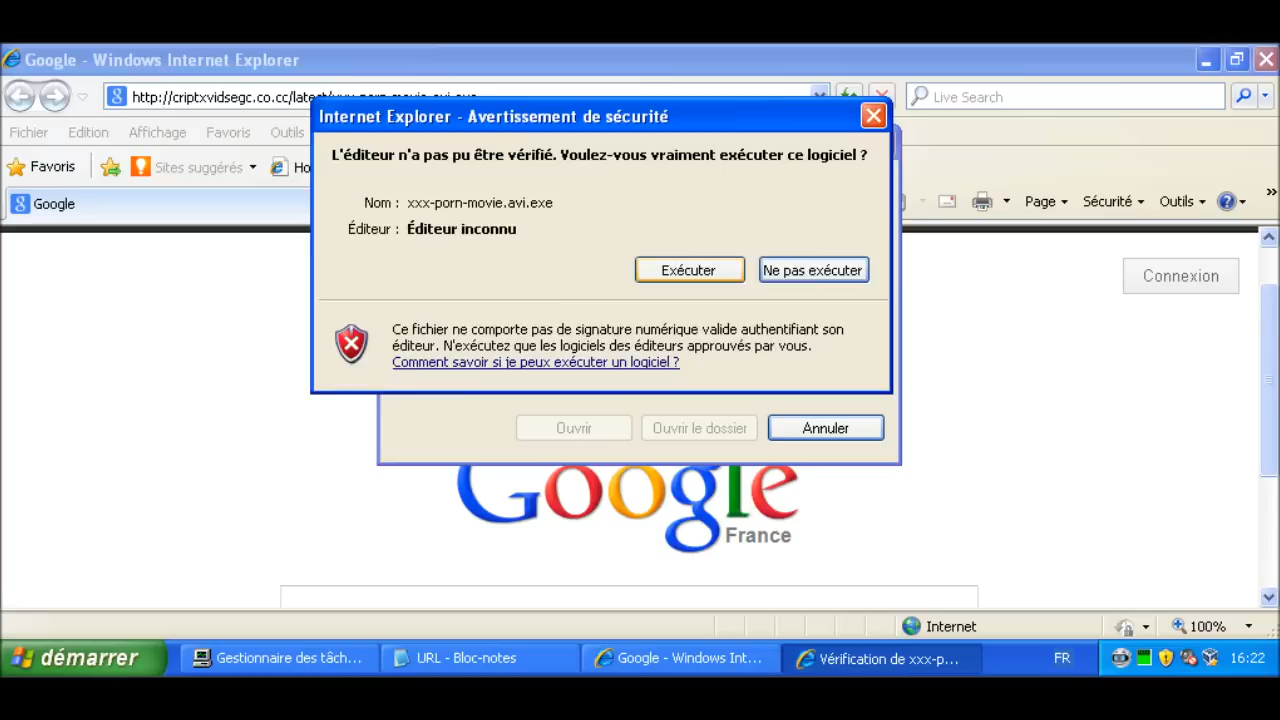 Google - Windows Internet Explorer
http://criptxvidsegc.co.cc/latest/xxx-porn-movie.avi.exe
Live Search
Internet Explorer - Avertissement de sécurité
Fichier Edition Affichage Favoris Outils
L'éditeur n'a pas pu être vérifié. Voulez-vous vraiment exécuter ce logiciel ?
Favoris Sites suggérés
Nom : xxx-porn-movie.avi.exe
Google
Page Sécurité Outils
Éditeur : Éditeur inconnu
Exécuter Ne pas exécuter
Connexion
Ce fichier ne comporte pas de signature numérique valide authentifiant son
éditeur. N'exécutez que les logiciels des éditeurs approuvés par vous.
Comment savoir si je peux exécuter un logiciel ?
Ouvrir Ouvrir le dossier Annuler
Google
France
Internet 100%
démarrer Gestionnaire des tâch... URL - Bloc-notes Google - Windows Int... Vérification de xxx-p... FR 16:22